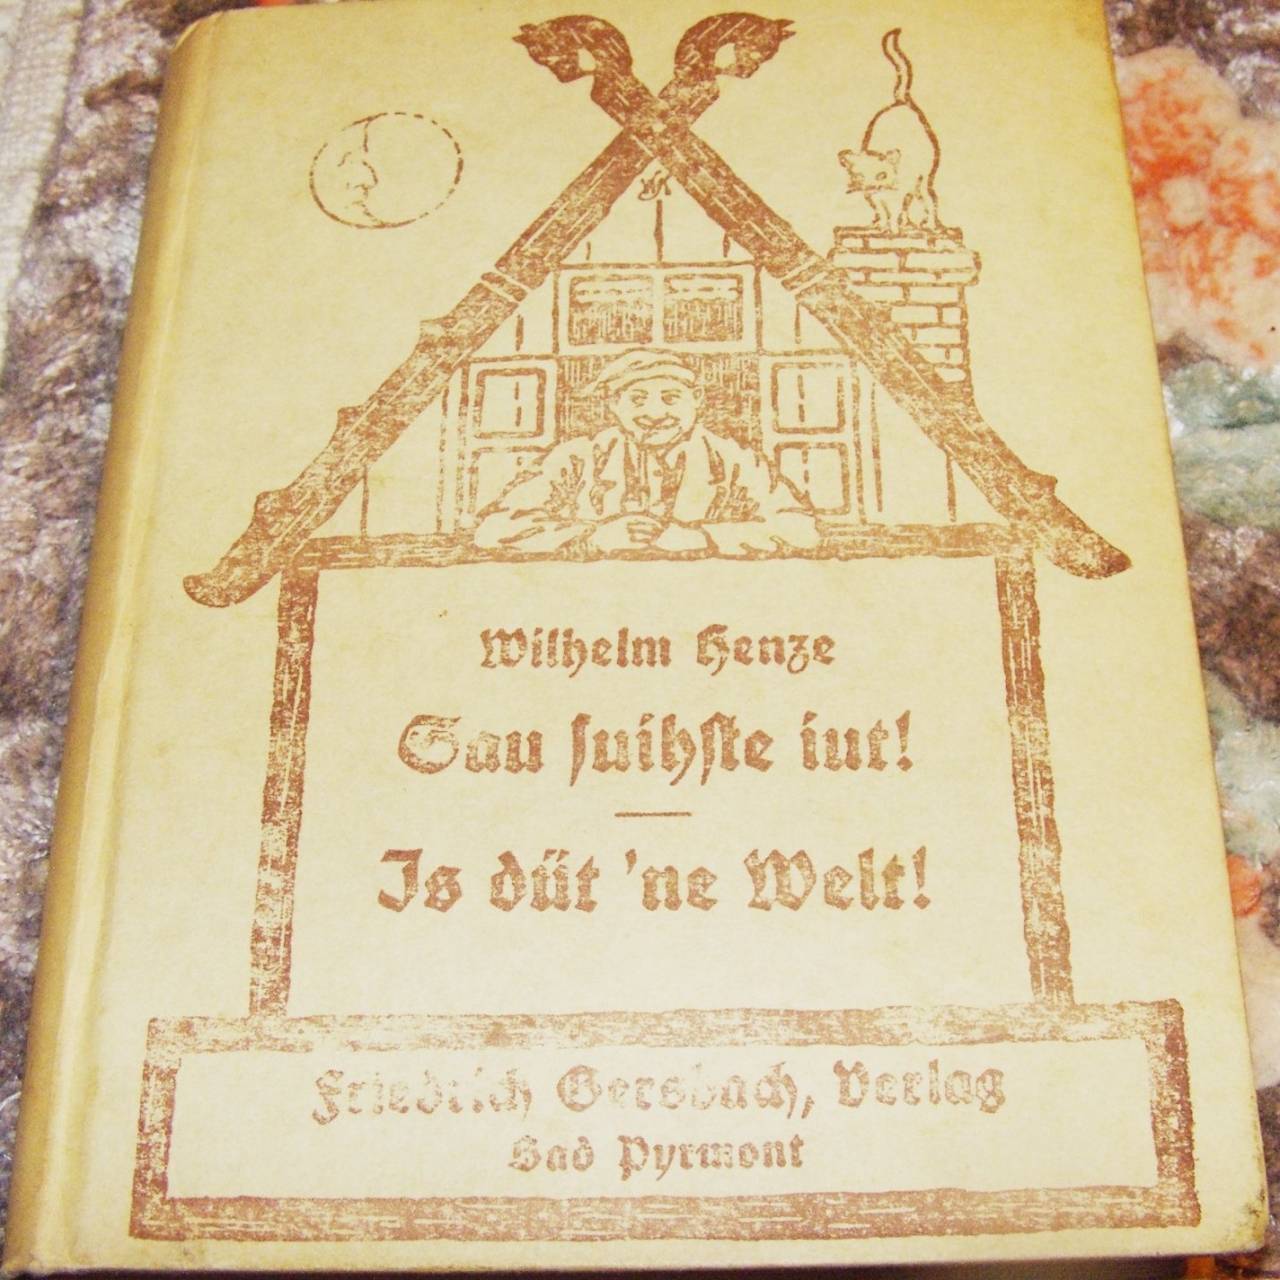 Wilhelm Henze
Sau suihste iut!
Is düt 'ne Welt!
Friedrich Gersbach, Verlag
Bad Pyrmont